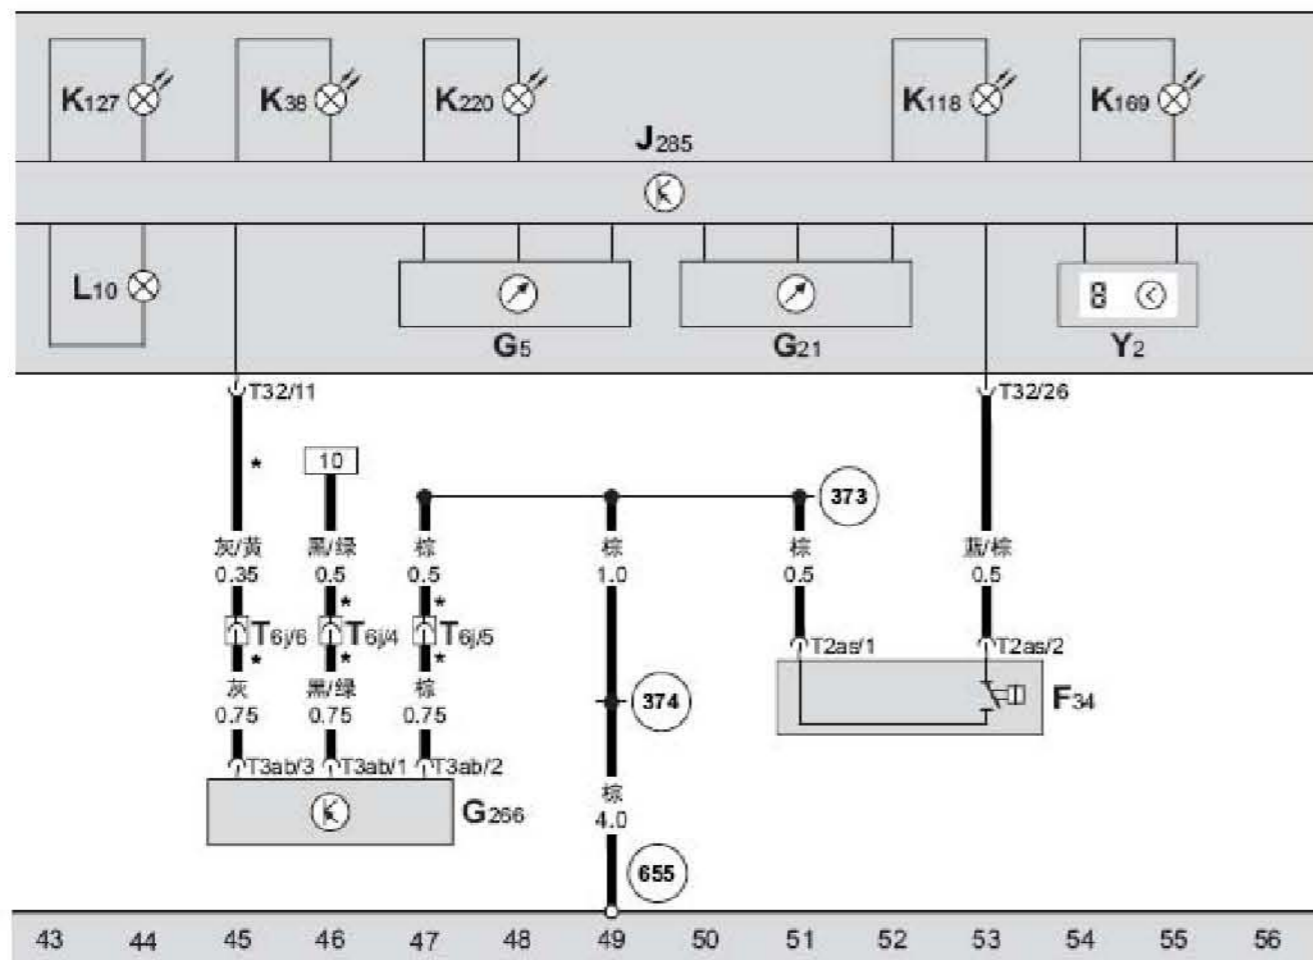 K127 K38 K220 K118 K169
J285
L10
G5 G21 Y2
T32/11 T32/26
* 10
373
灰/黄 黑/绿 棕 棕 棕 蓝/棕
0.35 0.5 0.5 1.0 0.5 0.5
* *
T6j/6 T6j/4 T6j/5 T2as/1 T2as/2
* * *
灰 黑/绿 棕 374 F34
0.75 0.75 0.75
T3ab/3 T3ab/1 T3ab/2
棕
G266 4.0
655
43 44 45 46 47 48 49 50 51 52 53 54 55 56